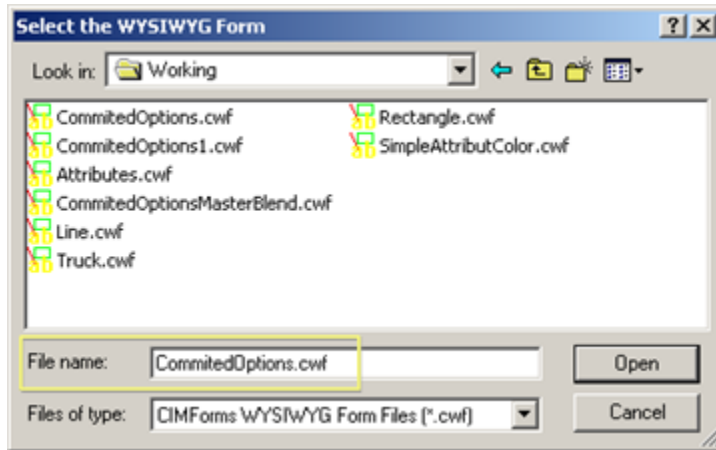 Select the WYSIWYG Form
Look in: Working
CommitedOptions.cwf
CommitedOptions1.cwf
Attributes.cwf
CommitedOptionsMasterBlend.cwf
Line.cwf
Truck.cwf
Rectangle.cwf
SimpleAttributColor.cwf
File name: CommitedOptions.cwf
Open
Files of type: CIMForms WYSIWYG Form Files (*.cwf)
Cancel